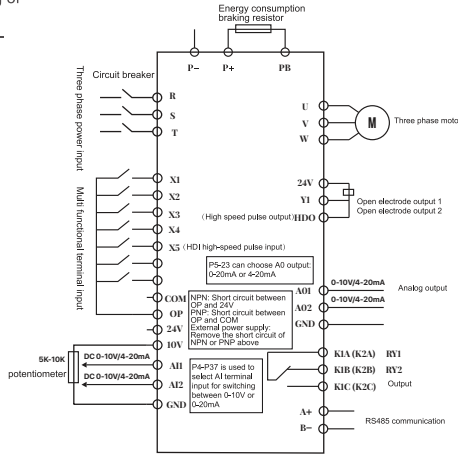 Energy consumption
braking resistor
P−
P+
PB
Circuit breaker
Three phase power input
R
S
T
U
V
W
M
Three phase moto
Multi functional terminal input
X1
X2
X3
X4
X5 (HDI high-speed pulse input)
24V
Y1
(High speed pulse output)HDO
Open electrode output 1
Open electrode output 2
P5-23 can choose A0 output:
0-20mA or 4-20mA
COM
OP
24V
10V
NPN: Short circuit between
OP and 24V
PNP: Short circuit between
OP and COM
External power supply:
Remove the short circuit of
NPN or PNP above
AO1
0-10V/4-20mA
AO2
0-10V/4-20mA
GND
Analog output
5K-10K
potentiometer
DC 0-10V/4-20mA
AI1
DC 0-10V/4-20mA
AI2
GND
P4-P37 is used to
select AI terminal
input for switching
between 0-10V or
0-20mA
K1A (K2A) RY1
K1B (K2B) RY2
K1C (K2C) Output
A+
B−
RS485 communication